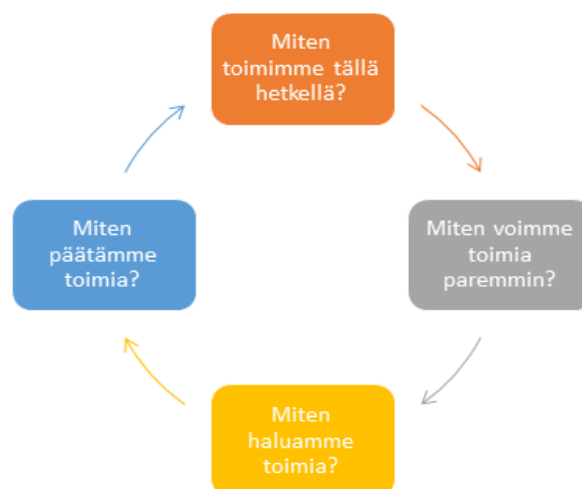 Miten
toimimme tällä
hetkellä?
Miten voimme
toimia
paremmin?
Miten
haluamme
toimia?
Miten
päätämme
toimia?